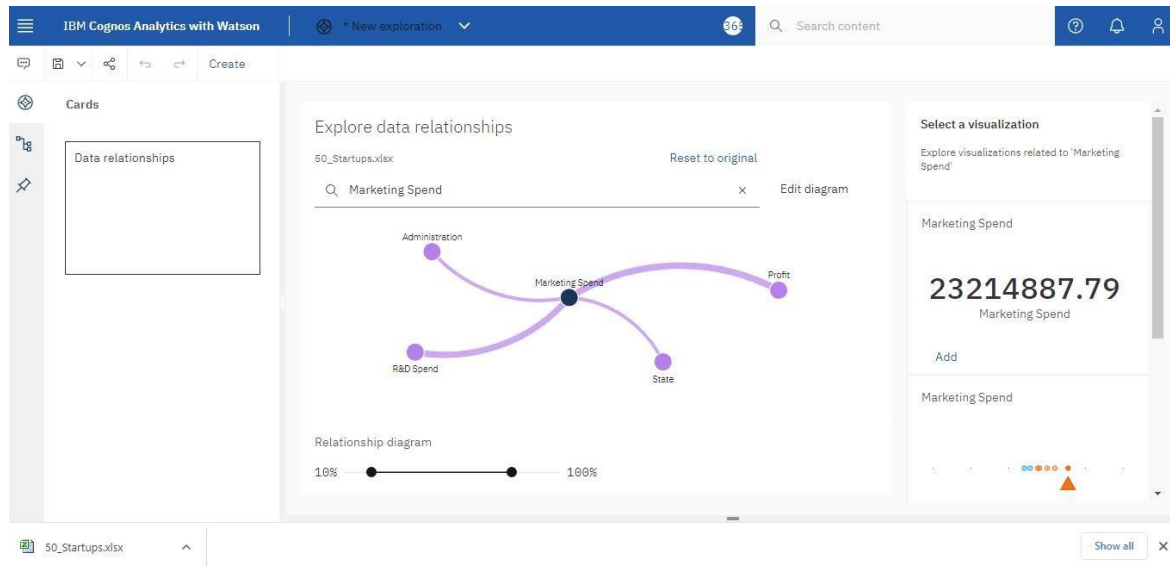 IBM Cognos Analytics with Watson
* New exploration
Search content
Create
Cards
Data relationships
Explore data relationships
50_Startups.xlsx
Reset to original
Marketing Spend
Edit diagram
Administration
Marketing Spend
Profit
R&D Spend
State
Relationship diagram
10%
100%
Select a visualization
Explore visualizations related to 'Marketing
Spend'
Marketing Spend
23214887.79
Marketing Spend
Add
Marketing Spend
50_Startups.xlsx
Show all